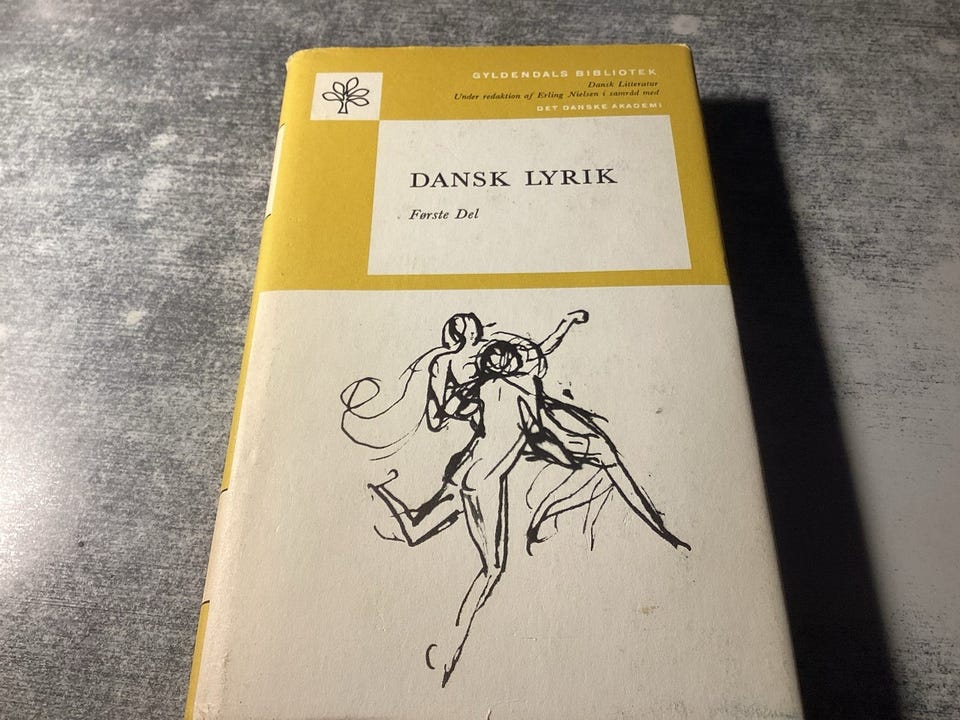 GYLDENDALS BIBLIOTEK
Dansk Litteratur
Under redaktion af Erling Nielsen i samråd med
DET DANSKE AKADEMI
DANSK LYRIK
Første Del